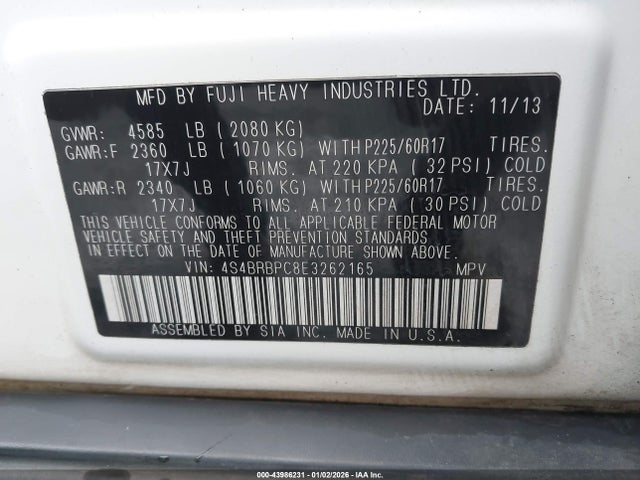 MFD BY FUJI HEAVY INDUSTRIES LTD.
DATE: 11/13
GVWR: 4585 LB (2080 KG)
GAWR:F 2360 LB (1070 KG) WITH P225/60R17 TIRES.
17X7J RIMS. AT 220 KPA (32 PSI) COLD
GAWR:R 2340 LB (1060 KG) WITH P225/60R17 TIRES.
17X7J RIMS. AT 210 KPA (30 PSI) COLD
THIS VEHICLE CONFORMS TO ALL APPLICABLE FEDERAL MOTOR
VEHICLE SAFETY AND THEFT PREVENTION STANDARDS
IN EFFECT ON THE DATE OF MANUFACTURE SHOWN ABOVE.
VIN: 4S4BRBPC8E3262165 MPV
ASSEMBLED BY SIA INC. MADE IN U.S.A.
000-43986231 - 01/02/2026 - IAA Inc.